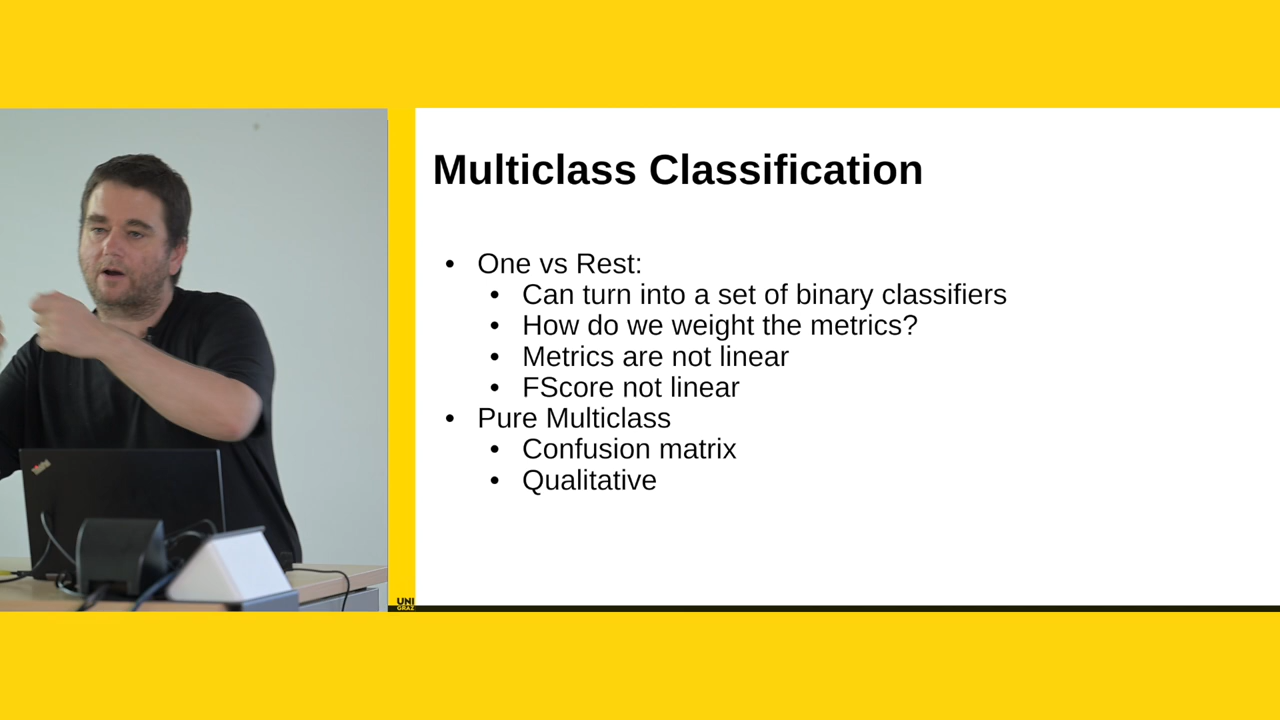 Multiclass Classification
• One vs Rest:
• Can turn into a set of binary classifiers
• How do we weight the metrics?
• Metrics are not linear
• FScore not linear
• Pure Multiclass
• Confusion matrix
• Qualitative
UNI
GRAZ